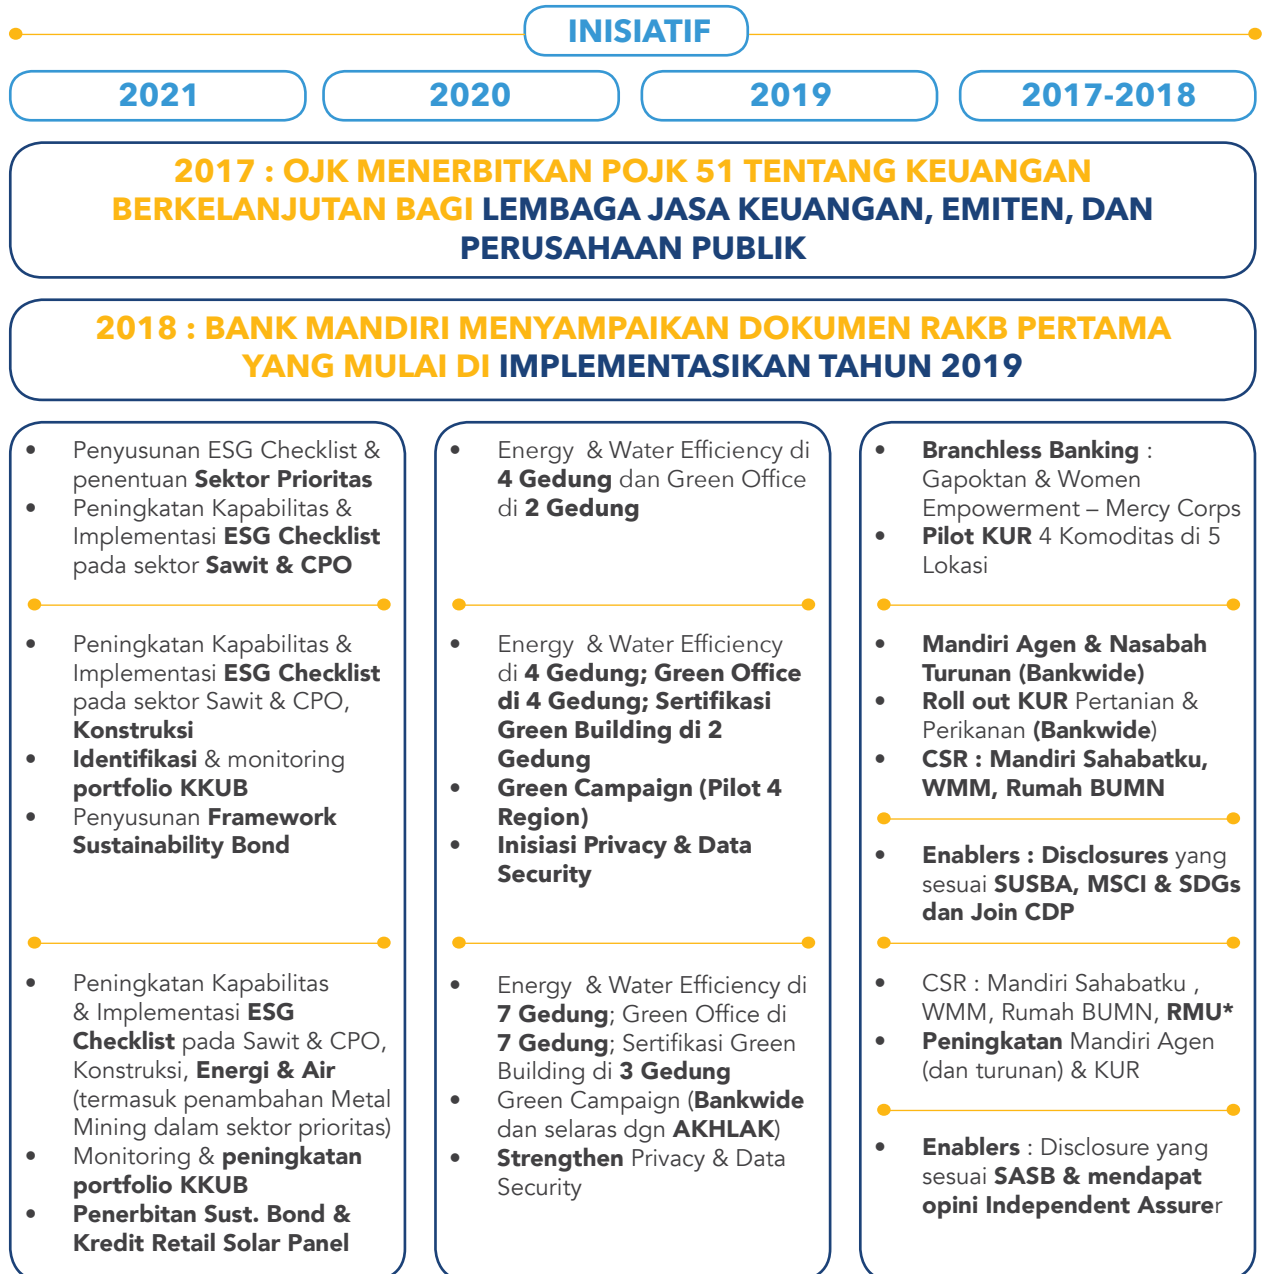 INISIATIF
2021
2020
2019
2017-2018
2017 : OJK MENERBITKAN POJK 51 TENTANG KEUANGAN
BERKELANJUTAN BAGI LEMBAGA JASA KEUANGAN, EMITEN, DAN
PERUSAHAAN PUBLIK
2018 : BANK MANDIRI MENYAMPAIKAN DOKUMEN RAKB PERTAMA
YANG MULAI DI IMPLEMENTASIKAN TAHUN 2019
• Penyusunan ESG Checklist &
penentuan Sektor Prioritas
• Peningkatan Kapabilitas &
Implementasi ESG Checklist
pada sektor Sawit & CPO
• Peningkatan Kapabilitas &
Implementasi ESG Checklist
pada sektor Sawit & CPO,
Konstruksi
• Identifikasi & monitoring
portfolio KKUB
• Penyusunan Framework
Sustainability Bond
• Peningkatan Kapabilitas
& Implementasi ESG
Checklist pada Sawit & CPO,
Konstruksi, Energi & Air
(termasuk penambahan Metal
Mining dalam sektor prioritas)
• Monitoring & peningkatan
portfolio KKUB
• Penerbitan Sust. Bond &
Kredit Retail Solar Panel
• Energy & Water Efficiency di
4 Gedung dan Green Office
di 2 Gedung
• Energy & Water Efficiency
di 4 Gedung; Green Office
di 4 Gedung; Sertifikasi
Green Building di 2
Gedung
• Green Campaign (Pilot 4
Region)
• Inisiasi Privacy & Data
Security
• Energy & Water Efficiency di
7 Gedung; Green Office di
7 Gedung; Sertifikasi Green
Building di 3 Gedung
• Green Campaign (Bankwide
dan selaras dgn AKHLAK)
• Strengthen Privacy & Data
Security
• Branchless Banking :
Gapoktan & Women
Empowerment – Mercy Corps
• Pilot KUR 4 Komoditas di 5
Lokasi
• Mandiri Agen & Nasabah
Turunan (Bankwide)
• Roll out KUR Pertanian &
Perikanan (Bankwide)
• CSR : Mandiri Sahabatku,
WMM, Rumah BUMN
• Enablers : Disclosures yang
sesuai SUSBA, MSCI & SDGs
dan Join CDP
• CSR : Mandiri Sahabatku ,
WMM, Rumah BUMN, RMU*
• Peningkatan Mandiri Agen
(dan turunan) & KUR
• Enablers : Disclosure yang
sesuai SASB & mendapat
opini Independent Assurer